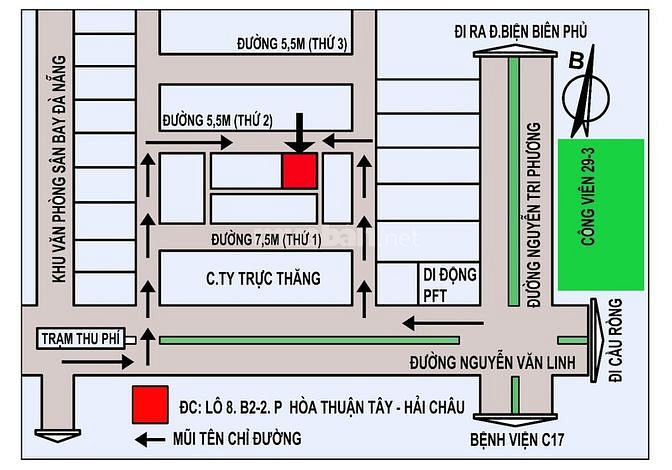 ĐƯỜNG 5,5M (THỨ 3)
ĐI RA Đ.BIỆN BIÊN PHỦ
B
KHU VĂN PHÒNG SÂN BAY ĐÀ NẴNG
ĐƯỜNG 5,5M (THỨ 2)
ĐƯỜNG NGUYỄN TRI PHƯƠNG
CÔNG VIÊN 29-3
ĐƯỜNG 7,5M (THỨ 1)
C.TY TRỰC THĂNG
DI ĐỘNG
PFT
TRẠM THU PHÍ
ĐƯỜNG NGUYỄN VĂN LINH
ĐI CẦU RỒNG
ĐC: LÔ 8. B2-2. P HÒA THUẬN TÂY - HẢI CHÂU
MŨI TÊN CHỈ ĐƯỜNG
BỆNH VIỆN C17